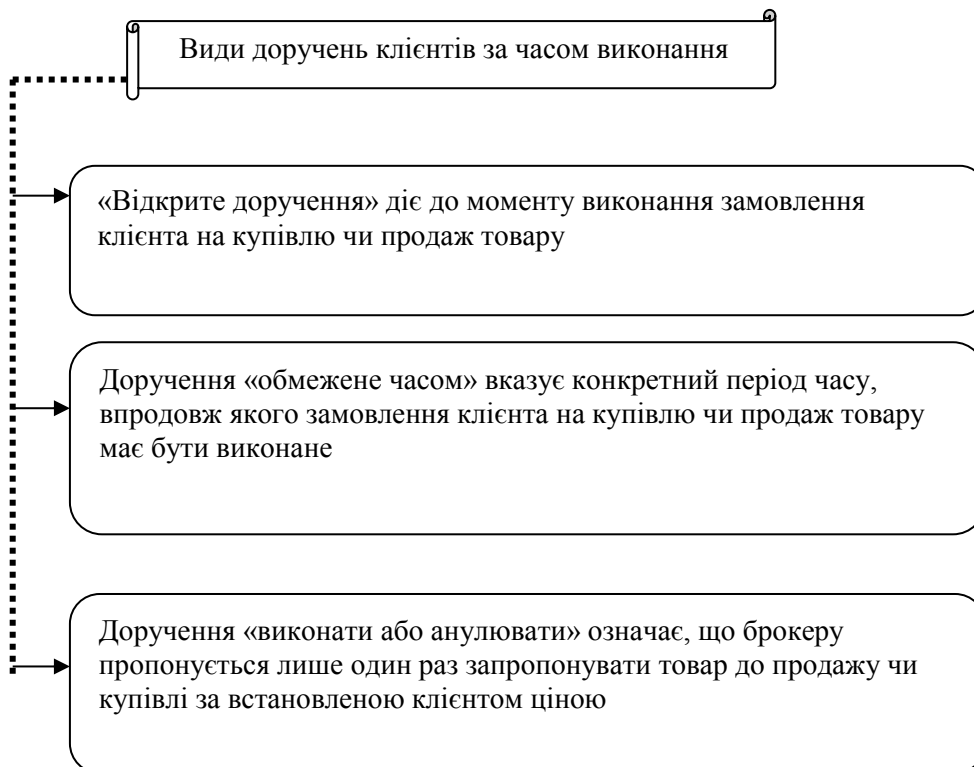 Види доручень клієнтів за часом виконання
«Відкрите доручення» діє до моменту виконання замовлення
клієнта на купівлю чи продаж товару
Доручення «обмежене часом» вказує конкретний період часу,
впродовж якого замовлення клієнта на купівлю чи продаж товару
має бути виконане
Доручення «виконати або анулювати» означає, що брокеру
пропонується лише один раз запропонувати товар до продажу чи
купівлі за встановленою клієнтом ціною